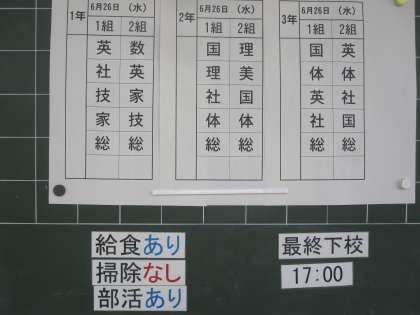 1年 6月26日 (水)
1組 2組
英 数
社 英
技 家
家 技
総 総
2年 6月26日 (水)
1組 2組
国 理
理 美
社 国
体 体
総 総
3年 6月26日 (水)
1組 2組
国 英
体 体
英 社
社 国
総 総
給食あり
掃除なし
部活あり
最終下校
17:00